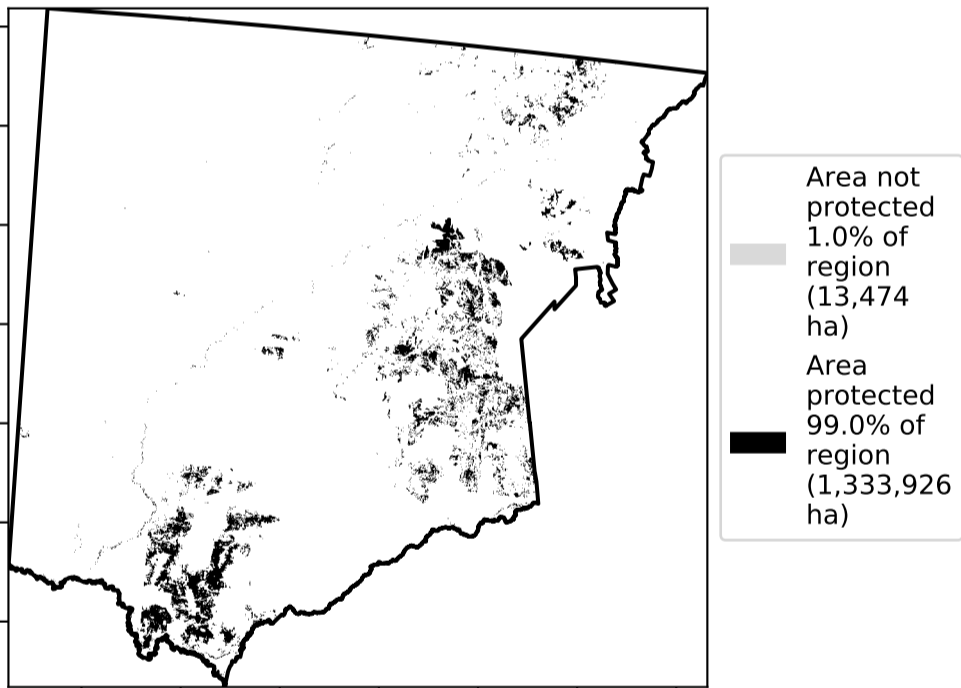 Area not
protected
1.0% of
region
(13,474
ha)
Area
protected
99.0% of
region
(1,333,926
ha)